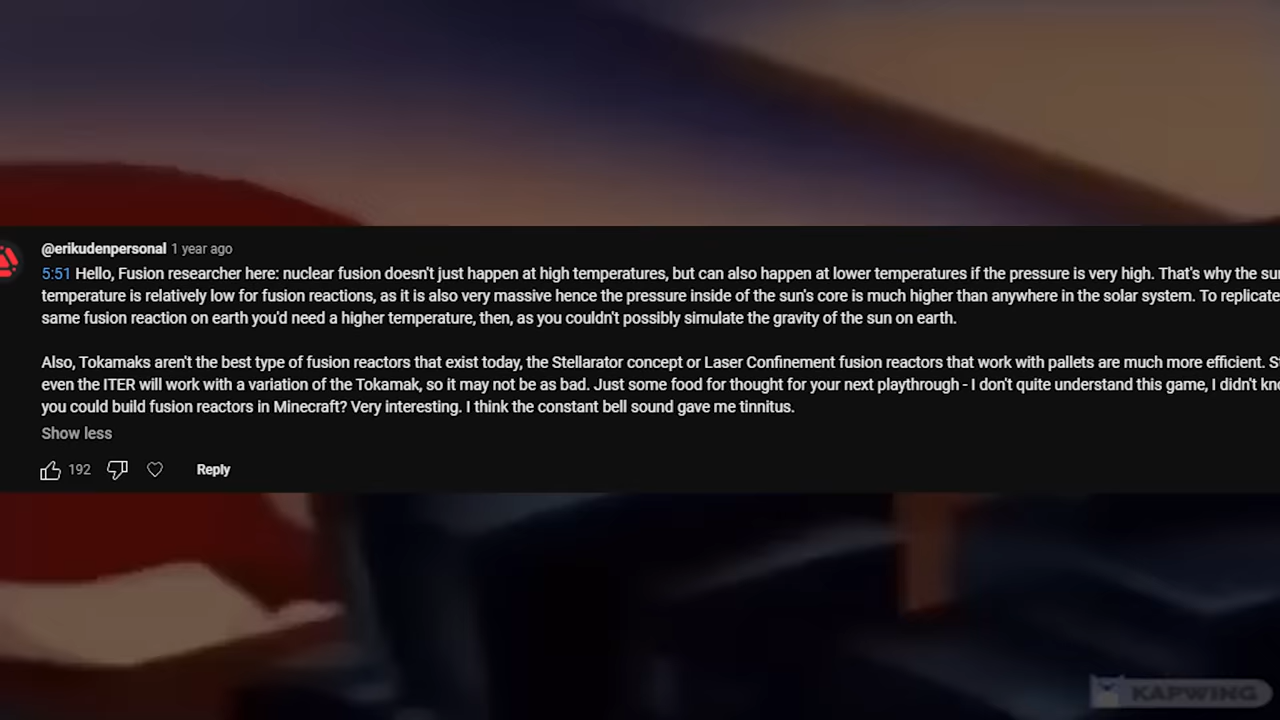 @erikudenpersonal 1 year ago
5:51 Hello, Fusion researcher here: nuclear fusion doesn't just happen at high temperatures, but can also happen at lower temperatures if the pressure is very high. That's why the
temperature is relatively low for fusion reactions, as it is also very massive hence the pressure inside of the sun's core is much higher than anywhere in the solar system. To replicate
same fusion reaction on earth you'd need a higher temperature, then, as you couldn't possibly simulate the gravity of the sun on earth.
Also, Tokamaks aren't the best type of fusion reactors that exist today, the Stellarator concept or Laser Confinement fusion reactors that work with pallets are much more efficient.
even the ITER will work with a variation of the Tokamak, so it may not be as bad. Just some food for thought for your next playthrough - I don't quite understand this game, I didn't
you could build fusion reactors in Minecraft? Very interesting. I think the constant bell sound gave me tinnitus.
Show less
192 Reply
KAPWING